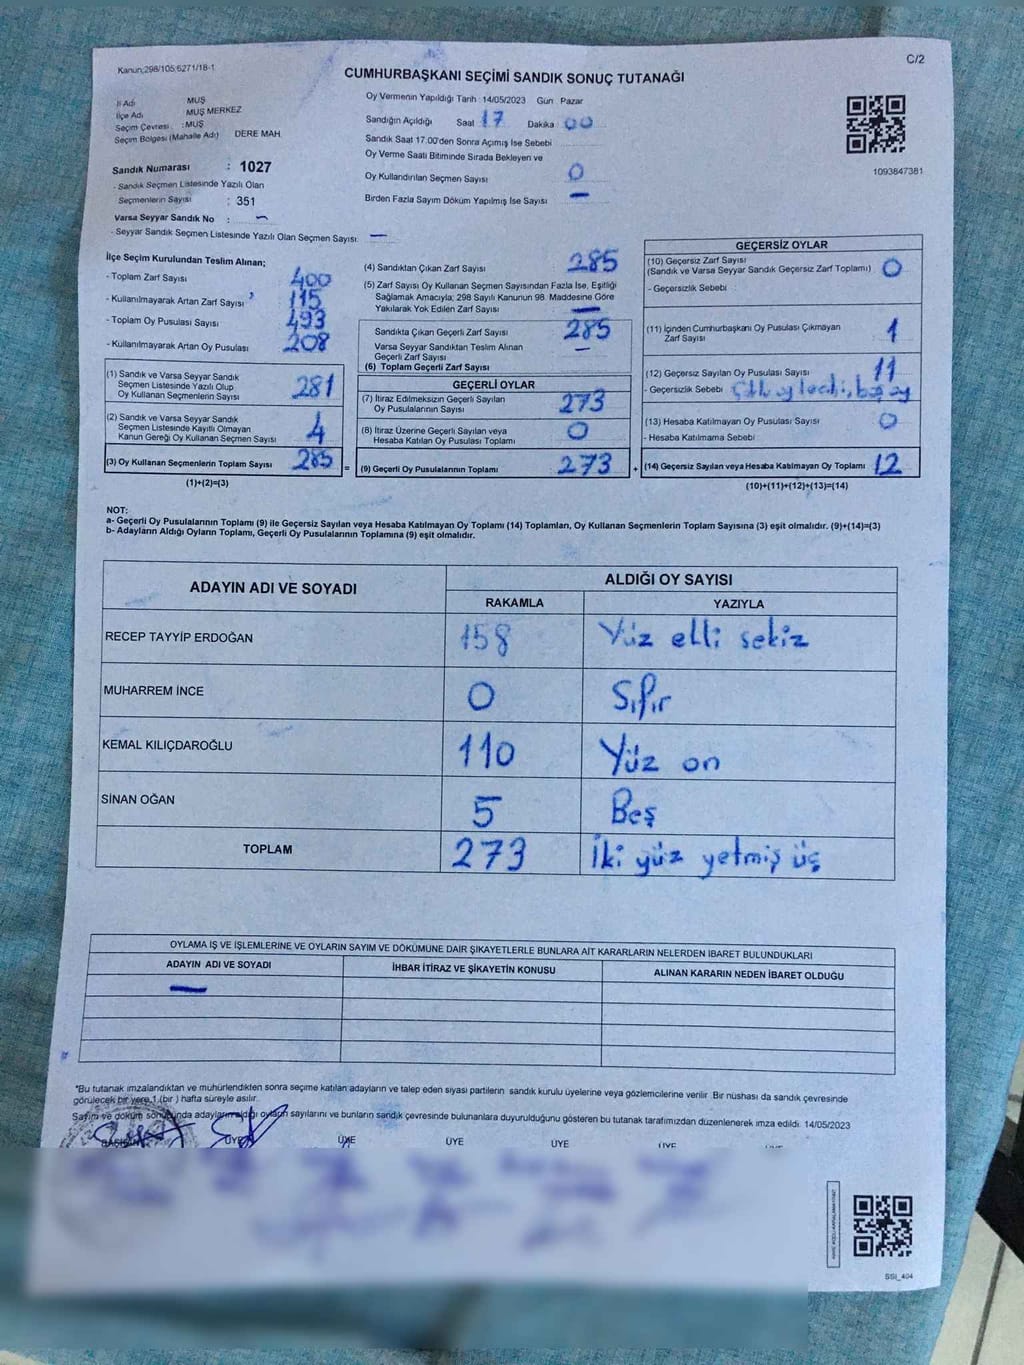 Kanun;298/105;6271/18-1
C/2
CUMHURBAŞKANI SEÇİMİ SANDIK SONUÇ TUTANAĞI
İl Adı MUŞ
İlçe Adı MUŞ MERKEZ
Seçim Çevresi : MUŞ
Seçim Bölgesi (Mahalle Adı) DERE MAH.
Sandık Numarası : 1027
- Sandık Seçmen Listesinde Yazılı Olan
Seçmenlerin Sayısı : 351
Varsa Seyyar Sandık No : -
- Seyyar Sandık Seçmen Listesinde Yazılı Olan Seçmen Sayısı: -
Oy Vermenin Yapıldığı Tarih :14/05/2023 Gün Pazar
Sandığın Açıldığı Saat 17 Dakika 00
Sandık Saat 17.00'den Sonra Açımış İse Sebebi
Oy Verme Saati Bitiminde Sırada Bekleyen ve
Oy Kullandırılan Seçmen Sayısı 0
Birden Fazla Sayım Döküm Yapılmış İse Sayısı -
1093847381
İlçe Seçim Kurulundan Teslim Alınan;
- Toplam Zarf Sayısı 400
- Kullanılmayarak Artan Zarf Sayısı 115
- Toplam Oy Pusulası Sayısı 493
- Kullanılmayarak Artan Oy Pusulası 208
(1) Sandık ve Varsa Seyyar Sandık
Seçmen Listesinde Yazılı Olup
Oy Kullanan Seçmenlerin Sayısı 281
(2) Sandık ve Varsa Seyyar Sandık
Seçmen Listesinde Kayıtlı Olmayan
Kanun Gereği Oy Kullanan Seçmen Sayısı 4
(3) Oy Kullanan Seçmenlerin Toplam Sayısı 285 =
(1)+(2)=(3)
(4) Sandıktan Çıkan Zarf Sayısı 285
(5) Zarf Sayısı Oy Kullanan Seçmen Sayısından Fazla İse, Eşitliği
Sağlamak Amacıyla; 298 Sayılı Kanunun 98. Maddesine Göre
Yakılarak Yok Edilen Zarf Sayısı -
Sandıkta Çıkan Geçerli Zarf Sayısı 285
Varsa Seyyar Sandıktan Teslim Alınan
Geçerli Zarf Sayısı -
(6) Toplam Geçerli Zarf Sayısı
GEÇERLİ OYLAR
(7) İtiraz Edilmeksizin Geçerli Sayılan
Oy Pusulalarının Sayısı 273
(8) İtiraz Üzerine Geçerli Sayılan veya
Hesaba Katılan Oy Pusulası Toplamı 0
(9) Geçerli Oy Pusulalarının Toplamı 273 +
GEÇERSİZ OYLAR
(10) Geçersiz Zarf Sayısı
(Sandık ve Varsa Seyyar Sandık Geçersiz Zarf Toplamı) 0
- Geçersizlik Sebebi
(11) İçinden Cumhurbaşkanı Oy Pusulası Çıkmayan
Zarf Sayısı 1
(12) Geçersiz Sayılan Oy Pusulası Sayısı 11
- Geçersizlik Sebebi boş oy
(13) Hesaba Katılmayan Oy Pusulası Sayısı 0
- Hesaba Katılmama Sebebi
(14) Geçersiz Sayılan veya Hesaba Katılmayan Oy Toplamı 12
(10)+(11)+(12)+(13)=(14)
NOT:
a- Geçerli Oy Pusulalarının Toplamı (9) ile Geçersiz Sayılan veya Hesaba Katılmayan Oy Toplamı (14) Toplamları, Oy Kullanan Seçmenlerin Toplam Sayısına (3) eşit olmalıdır. (9)+(14)=(3)
b- Adayların Aldığı Oyların Toplamı, Geçerli Oy Pusulalarının Toplamına (9) eşit olmalıdır.
ADAYIN ADI VE SOYADI ALDIĞI OY SAYISI
RAKAMLA YAZIYLA
RECEP TAYYİP ERDOĞAN 158 Yüz elli sekiz
MUHARREM İNCE 0 Sıfır
KEMAL KILIÇDAROĞLU 110 Yüz on
SİNAN OĞAN 5 Beş
TOPLAM 273 İki yüz yetmiş üç
OYLAMA İŞ VE İŞLEMLERİNE VE OYLARIN SAYIM VE DÖKÜMÜNE DAİR ŞİKAYETLERLE BUNLARA AİT KARARLARIN NELERDEN İBARET BULUNDUKLARI
ADAYIN ADI VE SOYADI İHBAR İTİRAZ VE ŞİKAYETİN KONUSU ALINAN KARARIN NEDEN İBARET OLDUĞU
-
*Bu tutanak imzalandıktan ve mühürlendikten sonra seçime katılan adayların ve talep eden siyasi partilerin sandık kurulu üyelerine veya gözlemcilerine verilir. Bir nüshası da sandık çevresinde
görülecek bir yere 1 (bir ) hafta süreyle asılır.
Sayım ve döküm sonucunda adayların aldığı oyların sayılarını ve bunların sandık çevresinde bulunanlara duyurulduğunu gösteren bu tutanak tarafımızdan düzenlenerek imza edildi. 14/05/2023
BAŞKAN ÜYE ÜYE ÜYE ÜYE ÜYE
SSI_404